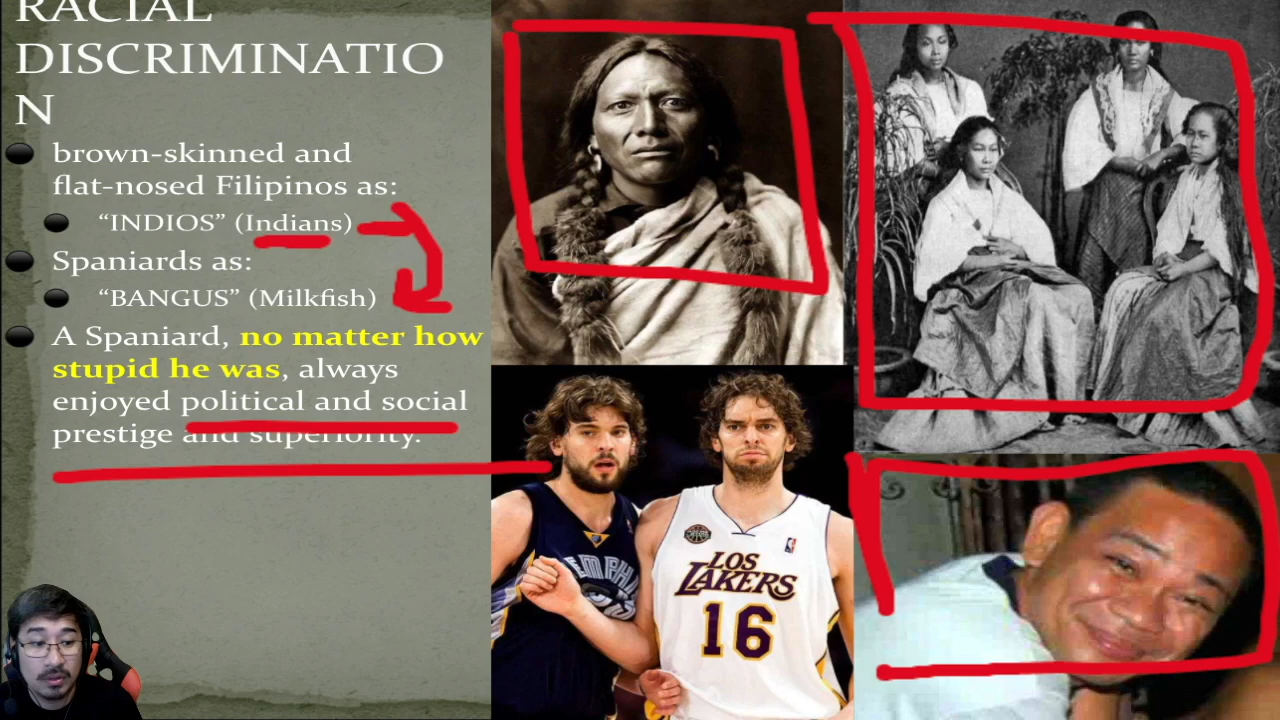 RACIAL
DISCRIMINATIO
N
brown-skinned and
flat-nosed Filipinos as:
“INDIOS” (Indians)
Spaniards as:
“BANGUS” (Milkfish)
A Spaniard, no matter how
stupid he was, always
enjoyed political and social
prestige and superiority.
LOS
LAKERS
16